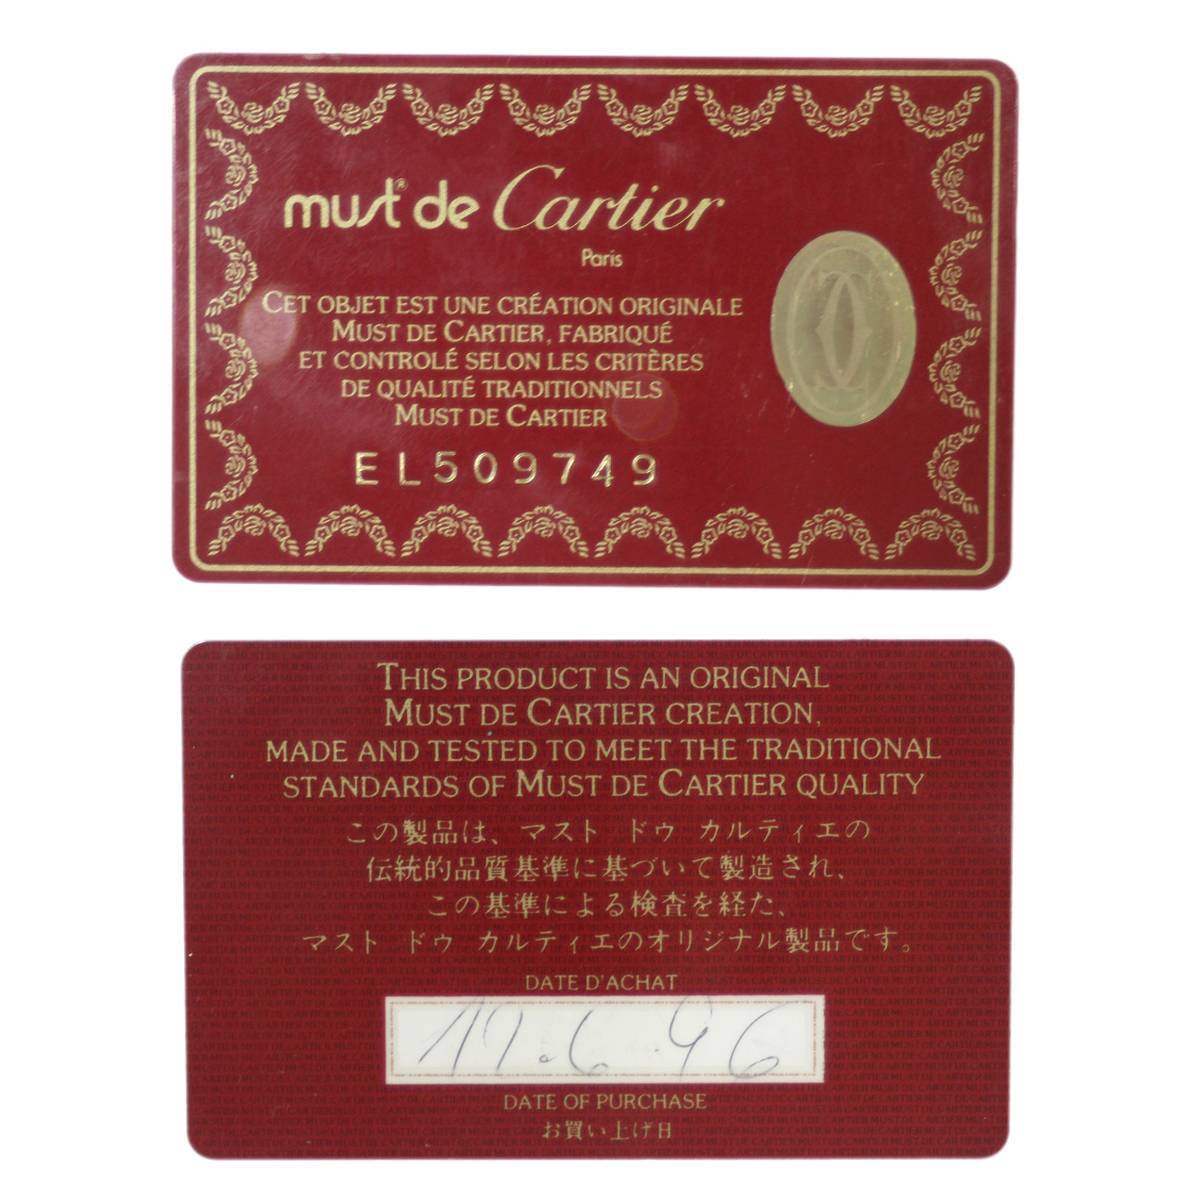 must® de Cartier
Paris
CET OBJET EST UNE CRÉATION ORIGINALE
MUST DE CARTIER, FABRIQUÉ
ET CONTROLÉ SELON LES CRITÈRES
DE QUALITÉ TRADITIONNELS
MUST DE CARTIER
EL509749
THIS PRODUCT IS AN ORIGINAL
MUST DE CARTIER CREATION,
MADE AND TESTED TO MEET THE TRADITIONAL
STANDARDS OF MUST DE CARTIER QUALITY
この製品は、マスト ドゥ カルティエの
伝統的品質基準に基づいて製造され、
この基準による検査を経た、
マスト ドゥ カルティエのオリジナル製品です。
DATE D'ACHAT
DATE OF PURCHASE
お買い上げ日